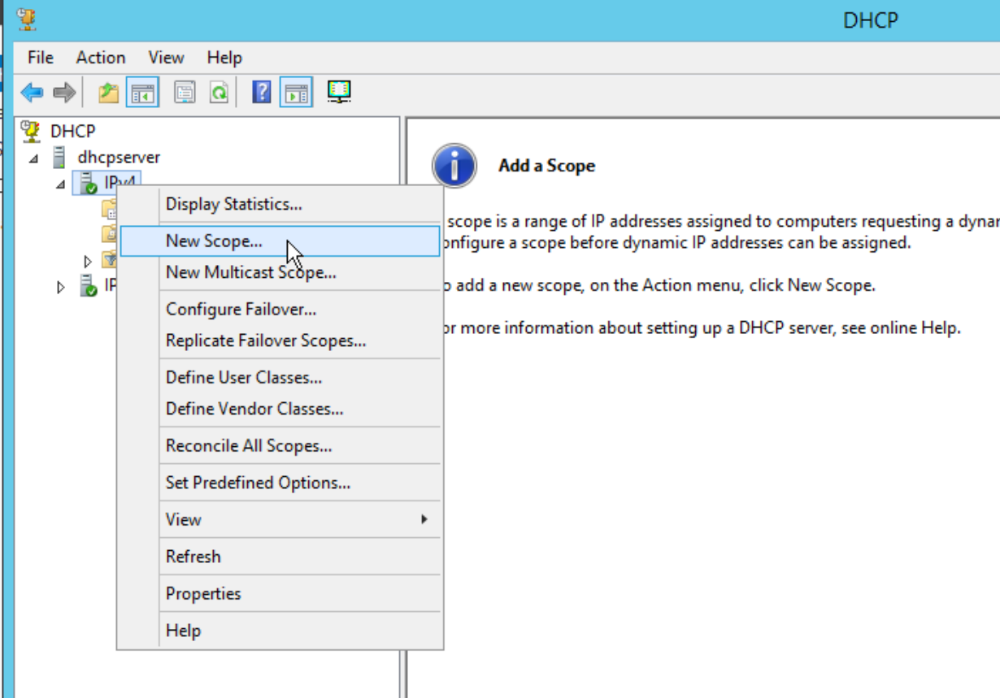 DHCP
File Action View Help
DHCP
dhcpserver
IPv4
Display Statistics...
New Scope...
New Multicast Scope...
Configure Failover...
Replicate Failover Scopes...
Define User Classes...
Define Vendor Classes...
Reconcile All Scopes...
Set Predefined Options...
View
Refresh
Properties
Help
Add a Scope
scope is a range of IP addresses assigned to computers requesting a
configure a scope before dynamic IP addresses can be assigned.
add a new scope, on the Action menu, click New Scope.
more information about setting up a DHCP server, see online Help.